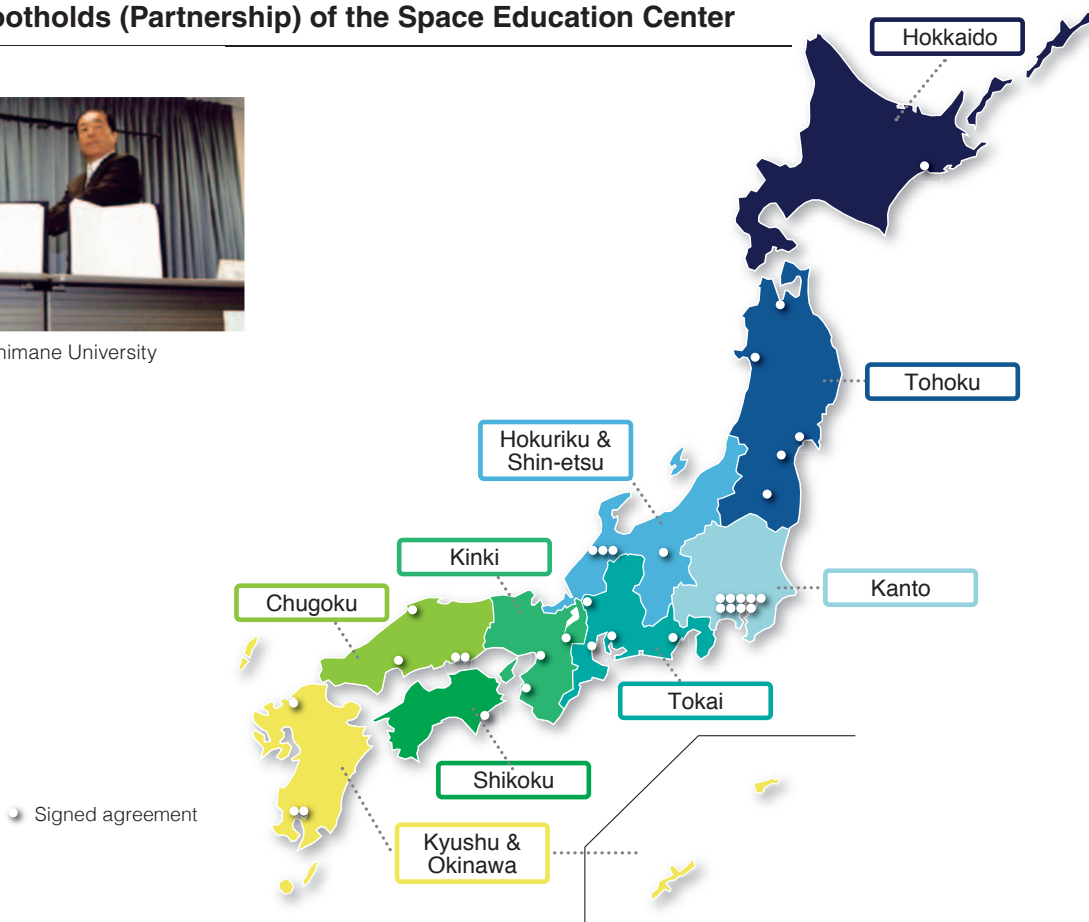 ootholds (Partnership) of the Space Education Center
Hokkaido
himane University
Tohoku
Hokuriku &
Shin-etsu
Kinki
Kanto
Chugoku
Tokai
Shikoku
Signed agreement
Kyushu &
Okinawa